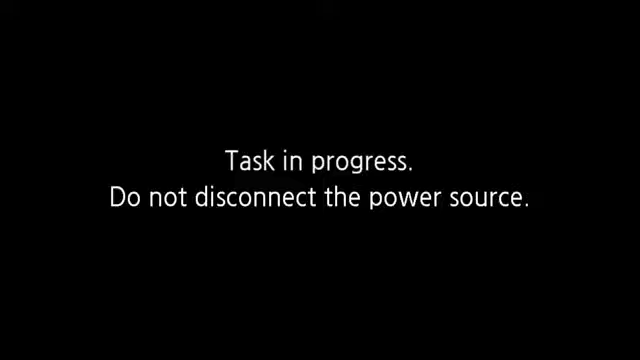 Task in progress.
Do not disconnect the power source.